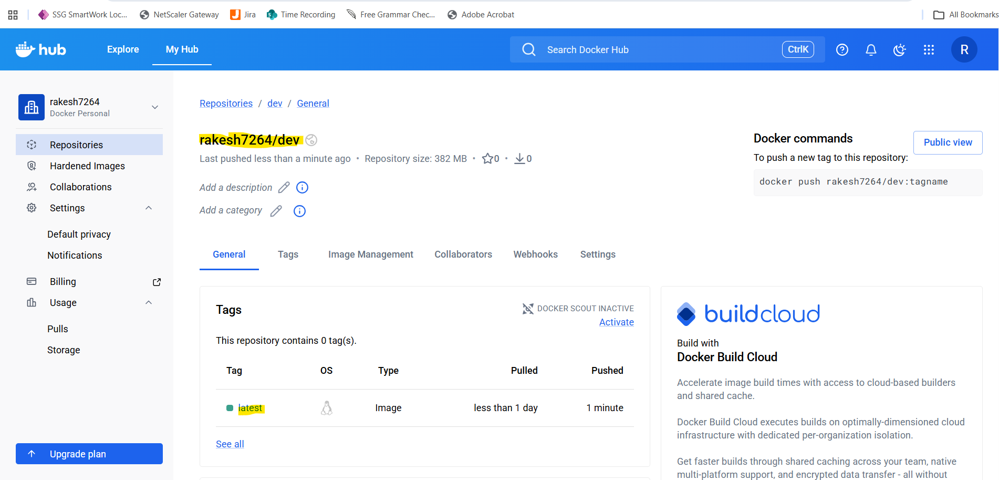 SSG SmartWork Loc...
NetScaler Gateway
Jira
Time Recording
Free Grammar Chec...
Adobe Acrobat
All Bookmarks
hub
Explore
My Hub
Search Docker Hub
CtrlK
R
rakesh7264
Docker Personal
Repositories
Hardened Images
Collaborations
Settings
Default privacy
Notifications
Billing
Usage
Pulls
Storage
Upgrade plan
Repositories / dev / General
rakesh7264/dev
Last pushed less than a minute ago • Repository size: 382 MB • 0 • 0
Add a description
Add a category
Docker commands
Public view
To push a new tag to this repository:
docker push rakesh7264/dev:tagname
General
Tags
Image Management
Collaborators
Webhooks
Settings
Tags
DOCKER SCOUT INACTIVE
Activate
This repository contains 0 tag(s).
Tag OS Type Pulled Pushed
latest Image less than 1 day 1 minute
See all
buildcloud
Build with
Docker Build Cloud
Accelerate image build times with access to cloud-based builders
and shared cache.
Docker Build Cloud executes builds on optimally-dimensioned cloud
infrastructure with dedicated per-organization isolation.
Get faster builds through shared caching across your team, native
multi-platform support, and encrypted data transfer - all without